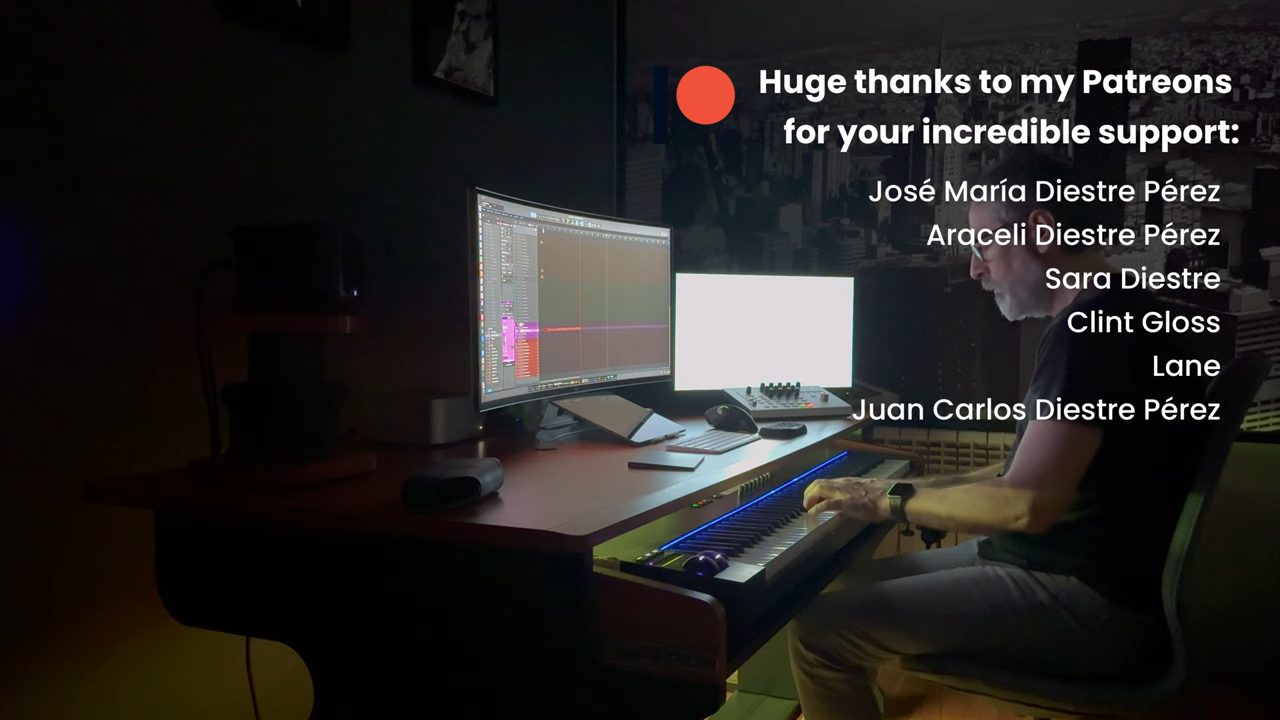 Huge thanks to my Patreons
for your incredible support:
José María Diestre Pérez
Araceli Diestre Pérez
Sara Diestre
Clint Gloss
Lane
Juan Carlos Diestre Pérez